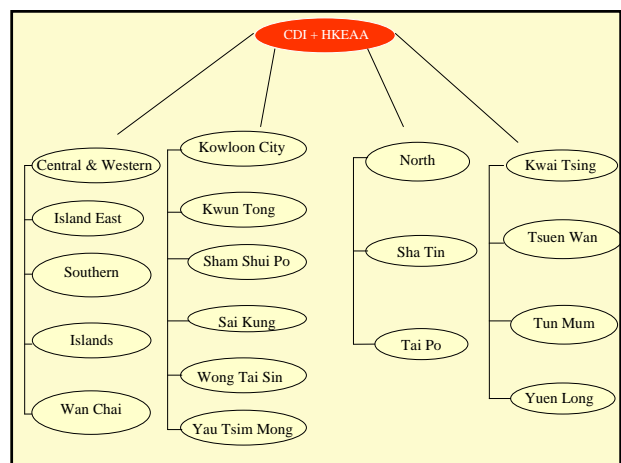 CDI + HKEAA
Central & Western
Island East
Southern
Islands
Wan Chai
Kowloon City
Kwun Tong
Sham Shui Po
Sai Kung
Wong Tai Sin
Yau Tsim Mong
North
Sha Tin
Tai Po
Kwai Tsing
Tsuen Wan
Tun Mum
Yuen Long